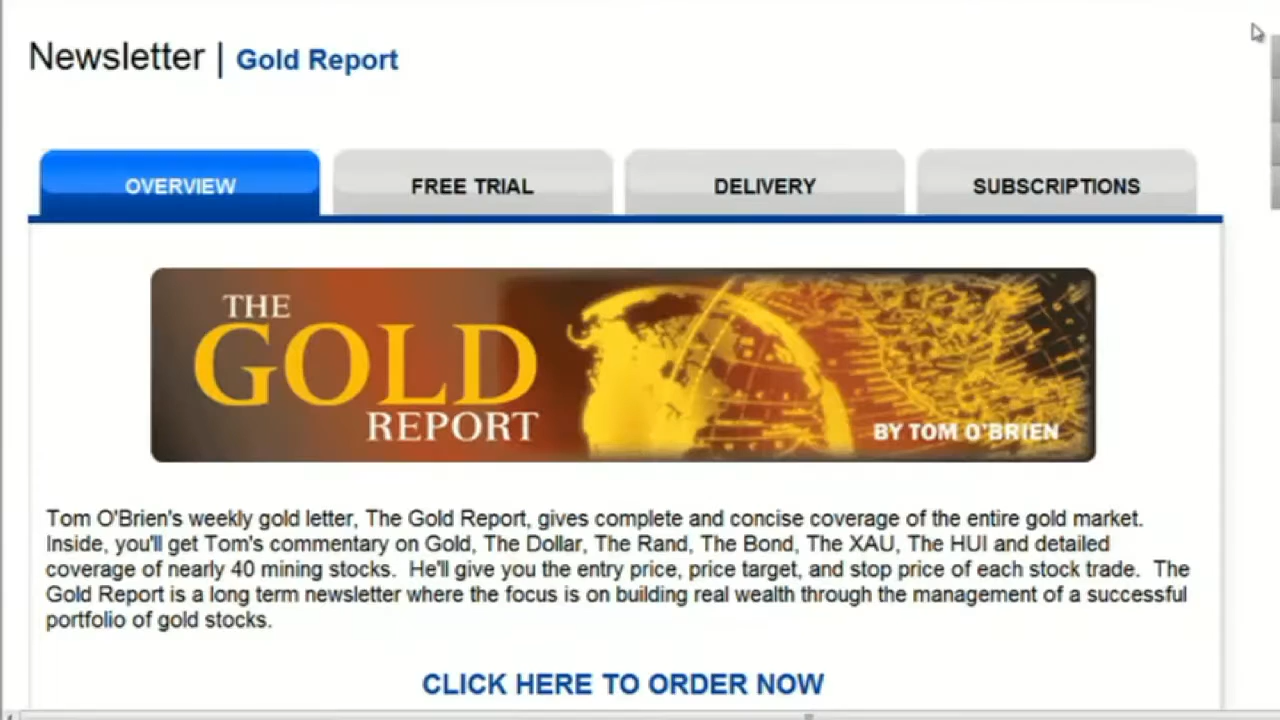 Newsletter | Gold Report
OVERVIEW
FREE TRIAL
DELIVERY
SUBSCRIPTIONS
THE
GOLD
REPORT
BY TOM O'BRIEN
Tom O'Brien's weekly gold letter, The Gold Report, gives complete and concise coverage of the entire gold market.
Inside, you'll get Tom's commentary on Gold, The Dollar, The Rand, The Bond, The XAU, The HUI and detailed
coverage of nearly 40 mining stocks.  He'll give you the entry price, price target, and stop price of each stock trade.  The
Gold Report is a long term newsletter where the focus is on building real wealth through the management of a successful
portfolio of gold stocks.
CLICK HERE TO ORDER NOW